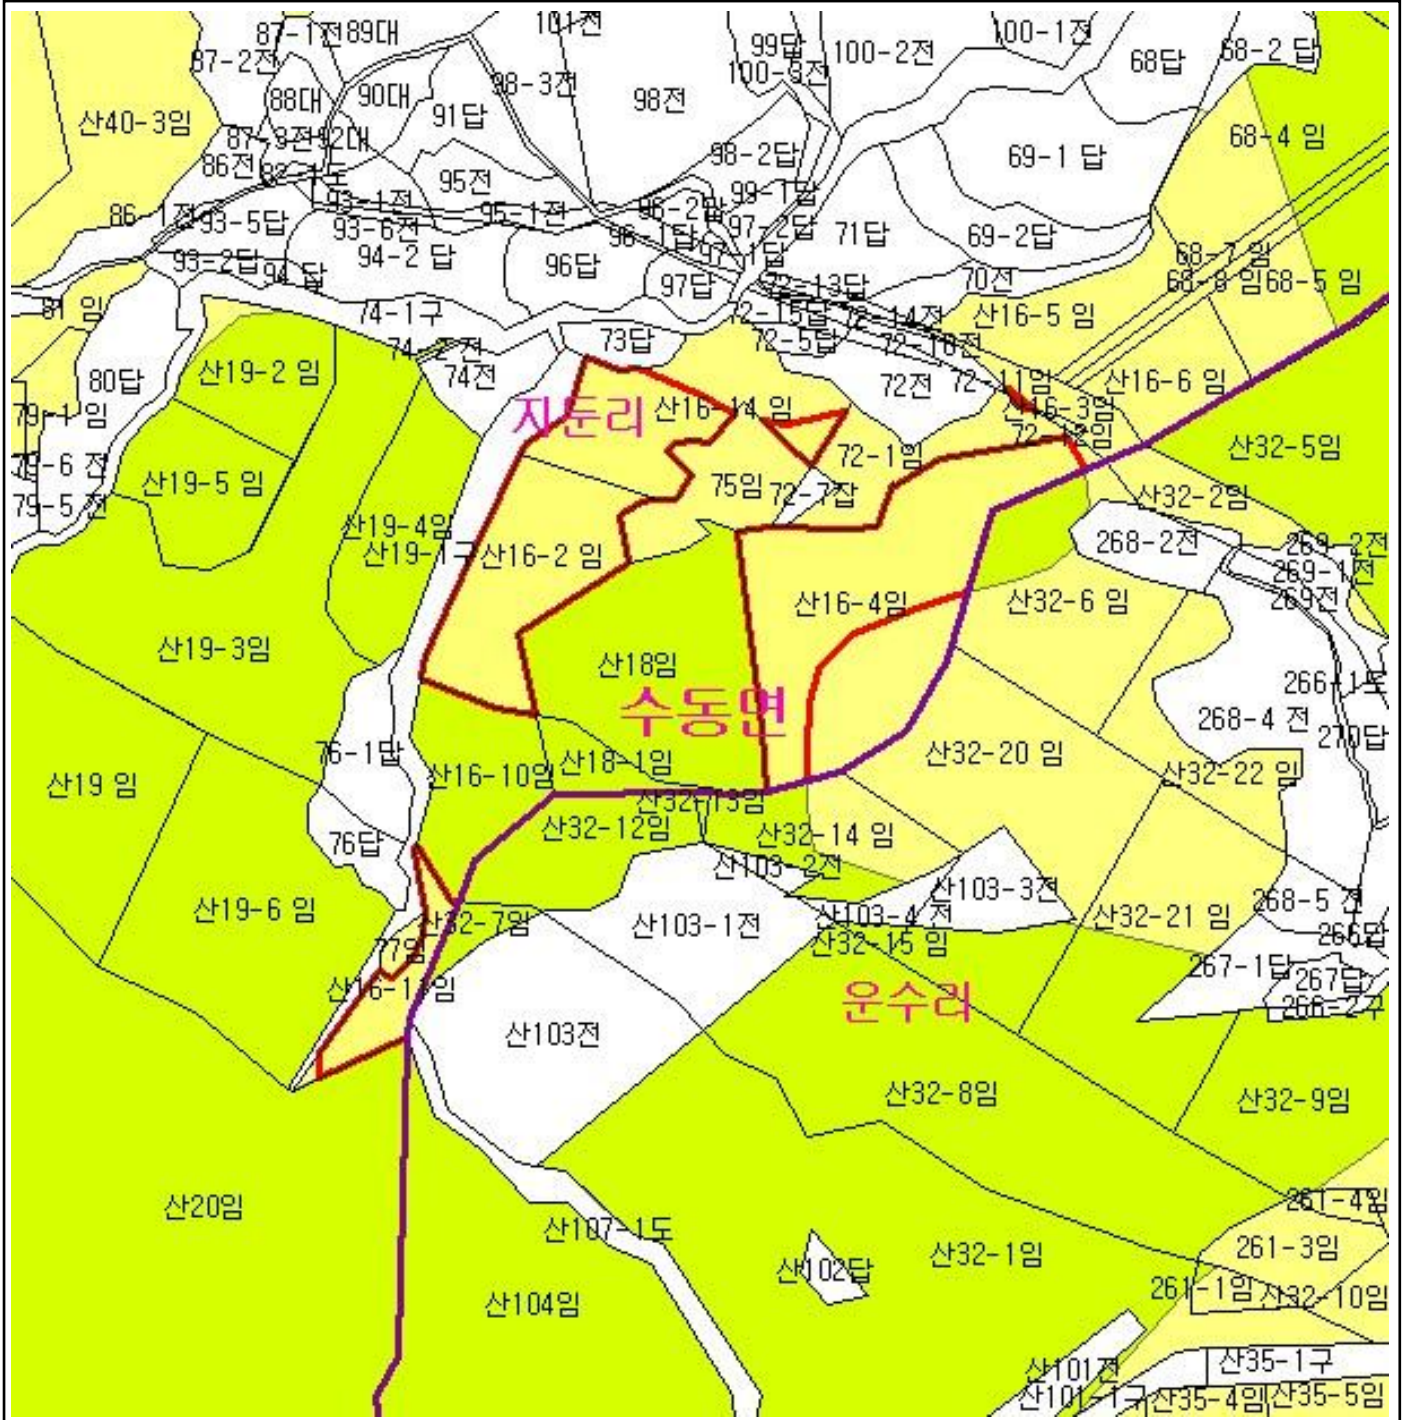 87-1전
89대
101전
99답
100-2전
100-1전
68답
68-2 답
87-2전
98-3전
100-3전
88대
90대
98전
91답
산40-3임
68-4 임
87-3전
92대
98-2답
69-1 답
86전
95전
99-1답
93-1전
86-1전
93-5답
95-1전
96-2답
93-6전
97-2답
71답
69-2답
96-1답
94-2 답
97-1답
68-7 임
93-2답
94 답
96답
70전
72-13답
97답
68-8 임
68-5 임
81 임
74-1구
72-15답
72-14전
산16-5 임
73답
72-5답
72-16전
74-2 전
산19-2 임
80답
74전
72전
72-11임
산16-6 임
지둔리
산16-14 임
산16-3임
79-1 임
72-12임
산32-5임
72-1임
79-6 전
산19-5 임
75임
72-7잡
산32-2임
79-5 전
산19-4임
268-2전
269-2전
산19-1구
산16-2 임
269-1전
산16-4임
산32-6 임
269전
산19-3임
산18임
266-1도
수동면
268-4 전
270답
76-1답
산18-1임
산32-20 임
산16-10임
산32-22 임
산19 임
산32-13임
산32-12임
산32-14 임
76답
산103-2전
산103-3전
268-5 전
산19-6 임
산103-4 전
산32-21 임
산32-7임
산103-1전
266답
77임
산32-15 임
267-1답
267답
산16-11임
운수리
266-2구
산103전
산32-8임
산32-9임
산20임
261-4임
산107-1도
261-3임
산32-1임
산102답
261-1임
산32-10임
산104임
산101전
산35-1구
산101-1구
산35-4임
산35-5임